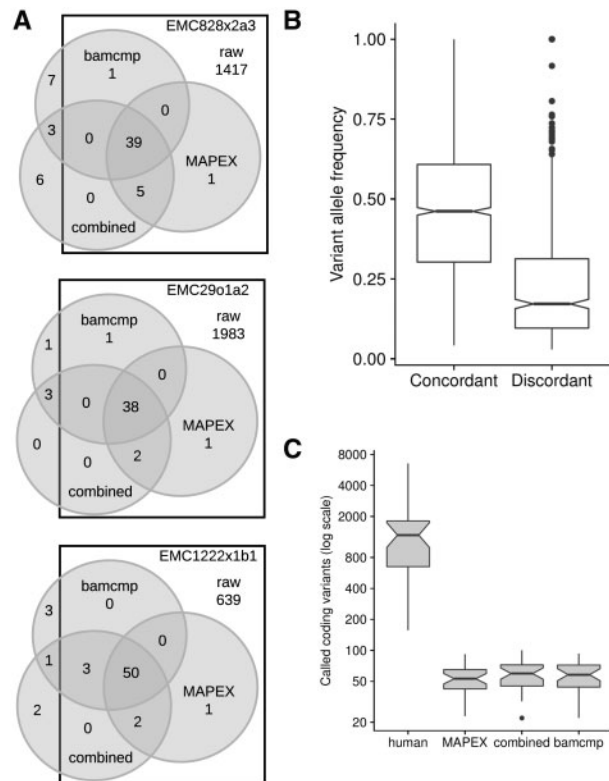 A
EMC828x2a3
bamcmp
1
raw
1417
7
0
3
0
39
MAPEX
1
6
0
5
combined
EMC29o1a2
bamcmp
1
raw
1983
1
0
3
0
38
MAPEX
1
0
0
2
combined
EMC1222x1b1
bamcmp
0
raw
639
3
0
1
3
50
MAPEX
1
2
0
2
combined
B
Variant allele frequency
1.00
0.75
0.50
0.25
0.00
Concordant Discordant
C
Called coding variants (log scale)
8000
4000
2000
800
400
200
100
50
20
human MAPEX combined bamcmp